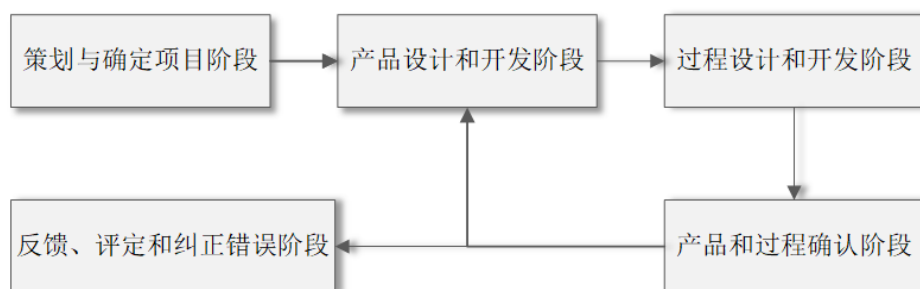 策划与确定项目阶段
产品设计和开发阶段
过程设计和开发阶段
反馈、评定和纠正错误阶段
产品和过程确认阶段